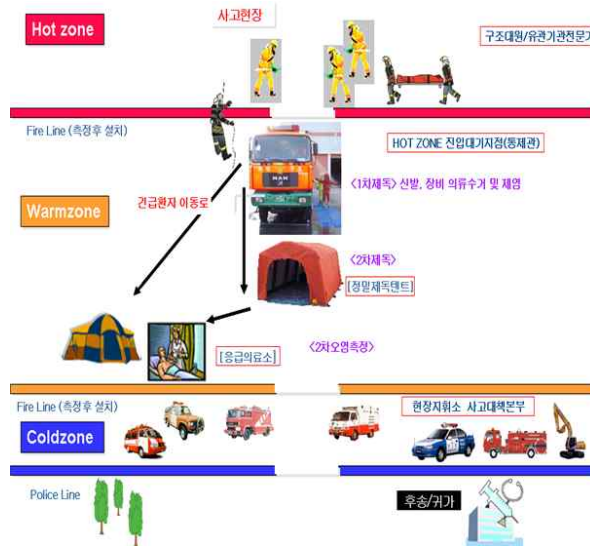 Hot zone
사고현장
구조대원/유관기관전문가
Fire Line (측정후 설치)
HOT ZONE 진입대기지점(통제관)
<1차제독> 신발, 장비 의류수거 및 제염
긴급환자 이동로
Warmzone
<2차제독>
[정밀제독텐트]
[응급의료소]
<2차오염측정>
Fire Line (측정후 설치)
현장지휘소 사고대책본부
Coldzone
Police Line
후송/귀가